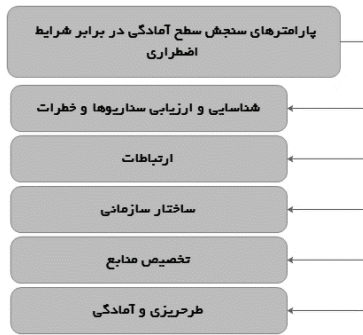 پارامترهای سنجش سطح آمادگی در برابر شرایط
اضطراری
شناسایی و ارزیابی سناریوها و خطرات
ارتباطات
ساختار سازمانی
تخصیص منابع
طرحریزی و آمادگی